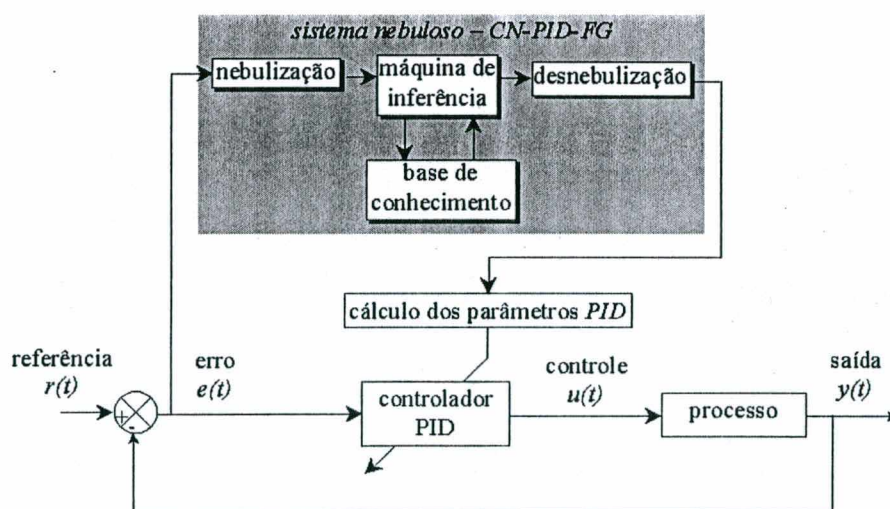 sistema nebuloso – CN-PID-FG
nebulização
máquina de
inferência
desnebulização
base de
conhecimento
cálculo dos parâmetros PID
referência
r(t)
erro
e(t)
controle
u(t)
saída
y(t)
+
-
controlador
PID
processo